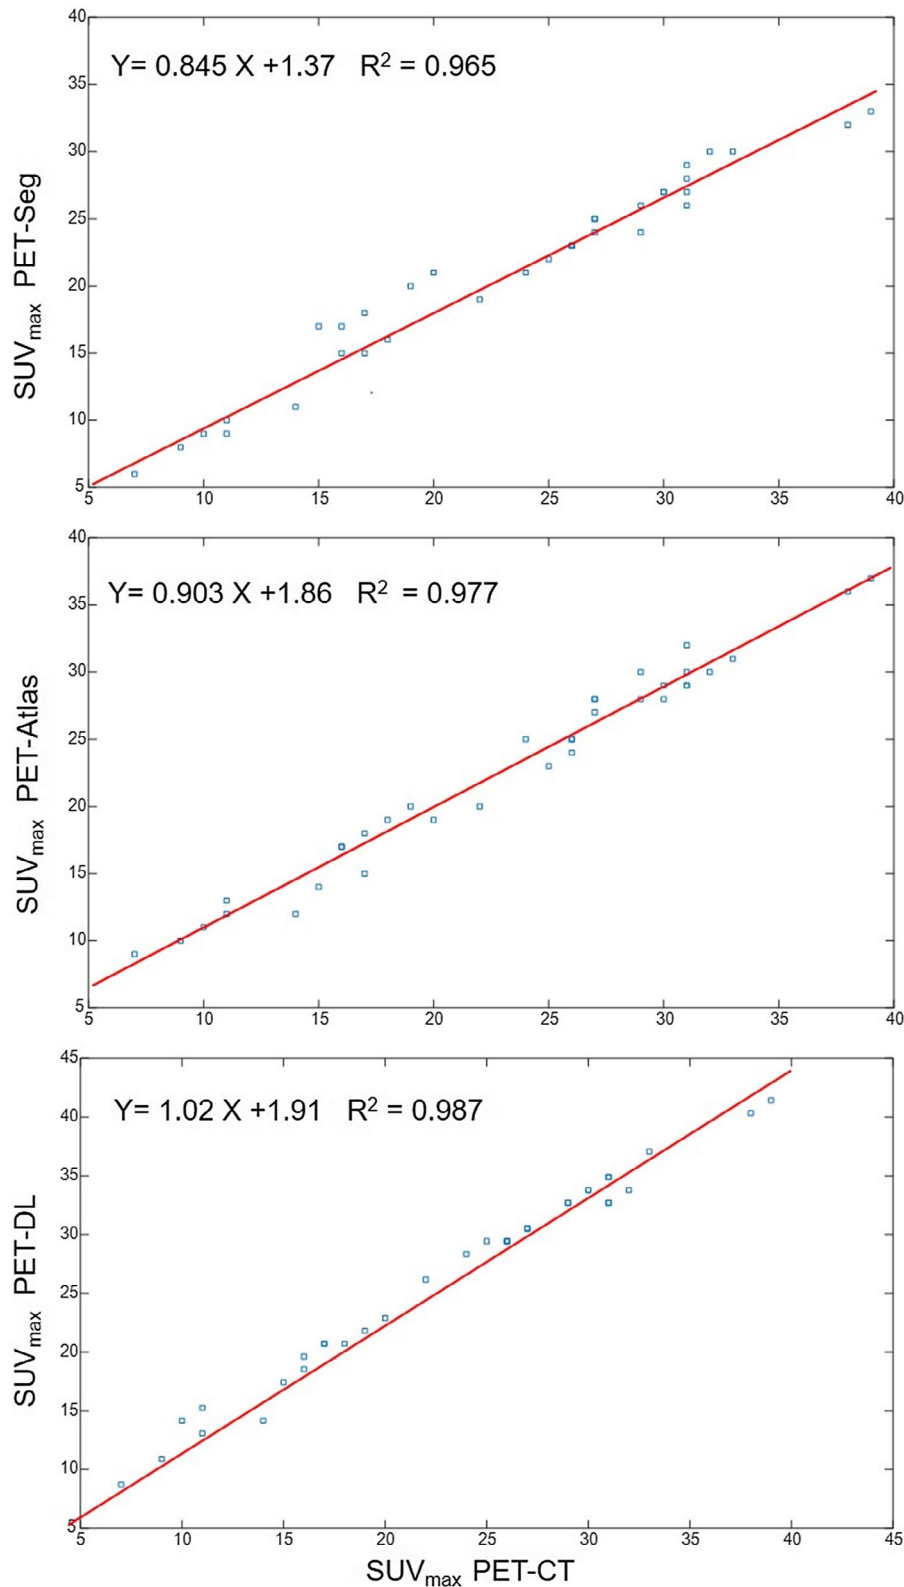 40
Y= 0.845 X +1.37 R² = 0.965
35
30
25
20
15
10
5
SUVmax PET-Seg
5 10 15 20 25 30 35 40
40
Y= 0.903 X +1.86 R² = 0.977
35
30
25
20
15
10
5
SUVmax PET-Atlas
5 10 15 20 25 30 35 40
45
Y= 1.02 X +1.91 R² = 0.987
40
35
30
25
20
15
10
5
SUVmax PET-DL
5 10 15 20 25 30 35 40 45
SUVmax PET-CT